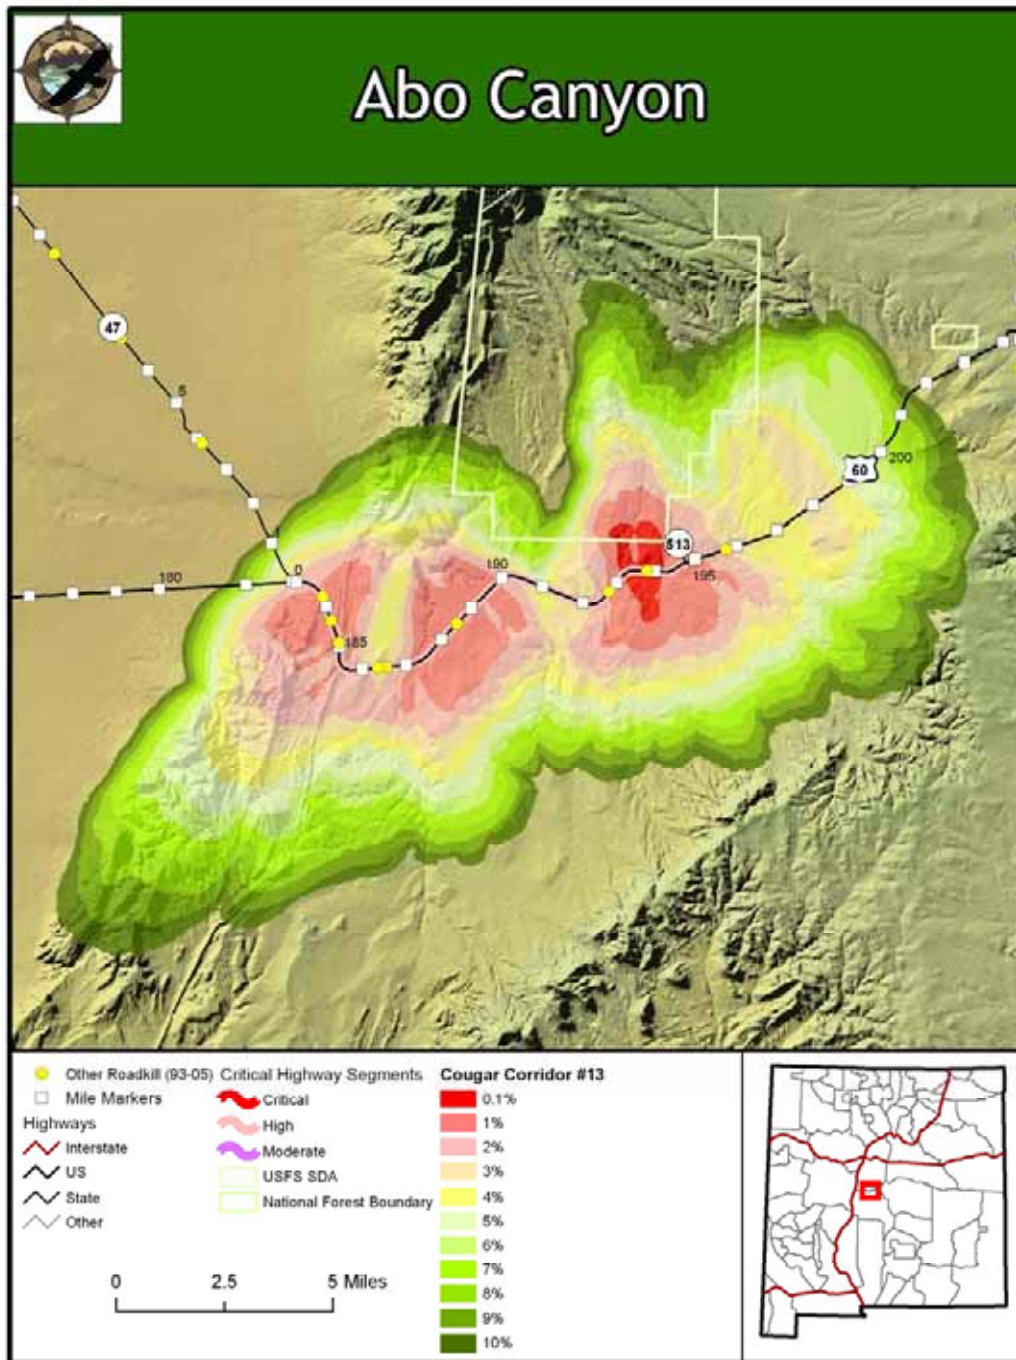 Abo Canyon
47
5
60
200
1
513
0
190
195
180
185
Other Roadkill (93-05)
Mile Markers
Highways
Interstate
US
State
Other
Critical Highway Segments
Critical
High
Moderate
USFS SDA
National Forest Boundary
Cougar Corridor #13
0.1%
1%
2%
3%
4%
5%
6%
7%
8%
9%
10%
0 2.5 5 Miles